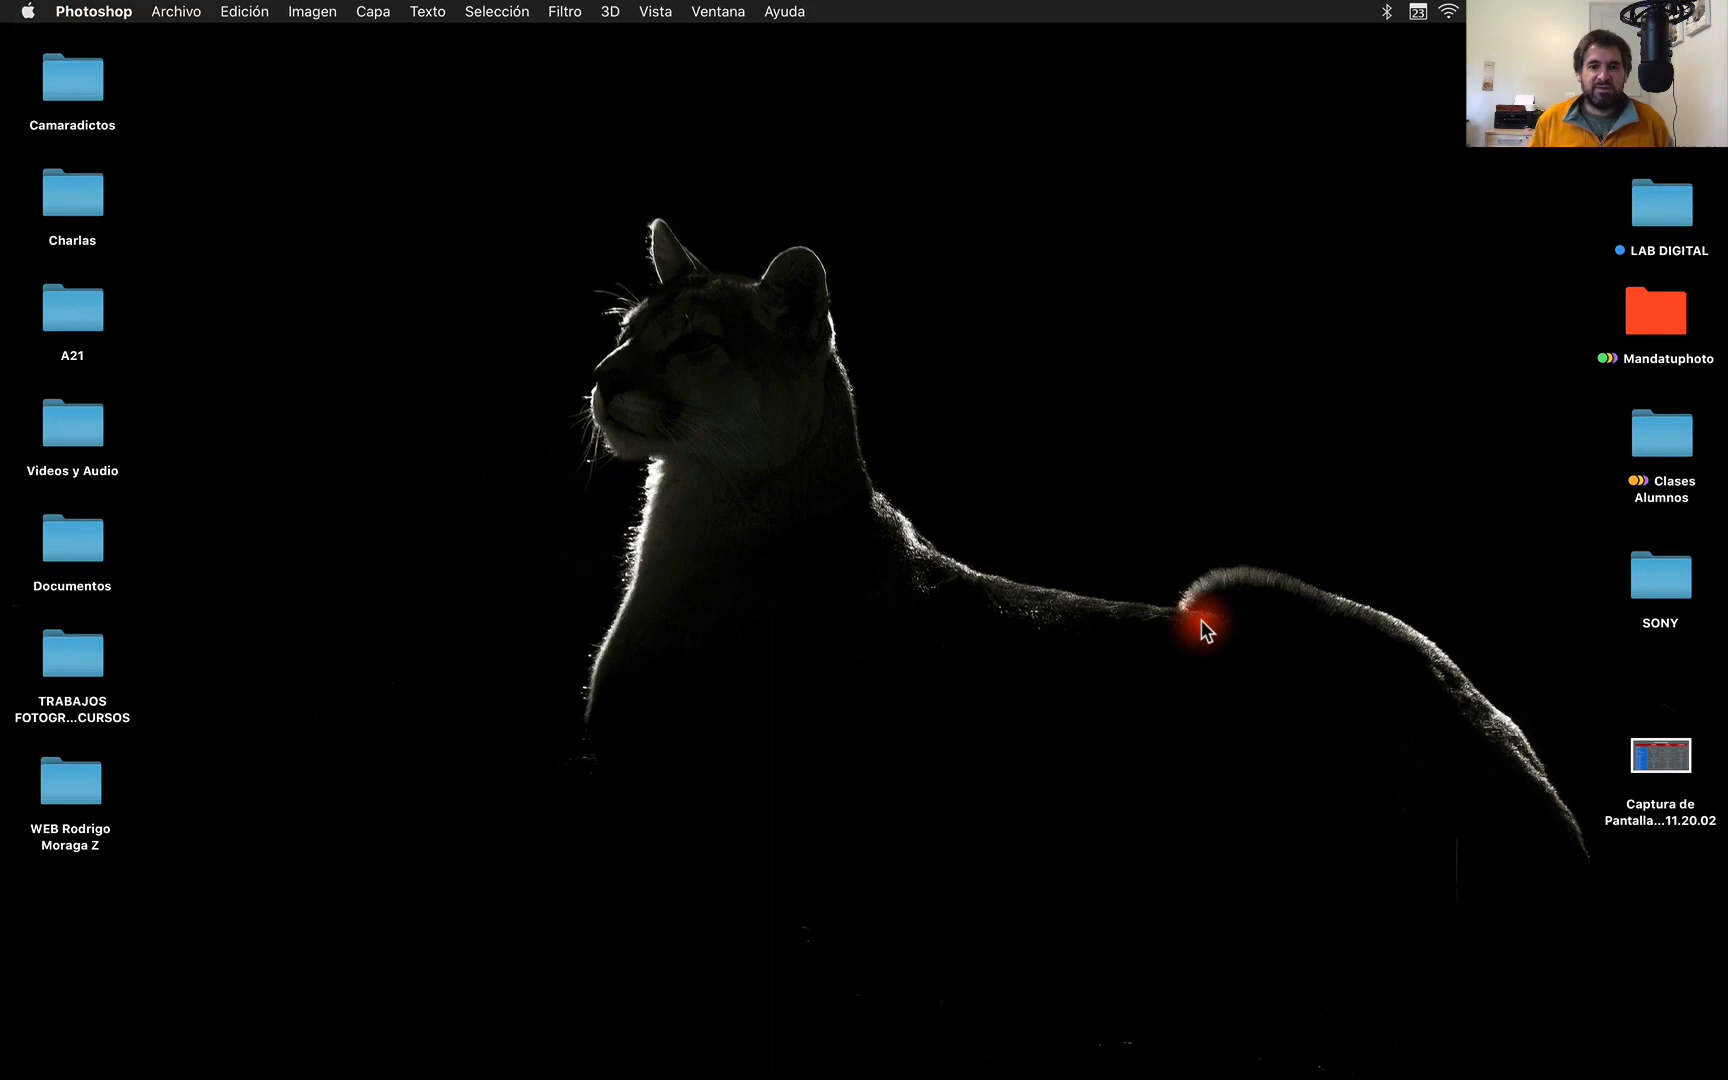 Photoshop Archivo Edición Imagen Capa Texto Selección Filtro 3D Vista Ventana Ayuda 23
Camaradictos
Charlas
A21
Videos y Audio
Documentos
TRABAJOS
FOTOGR...CURSOS
WEB Rodrigo
Moraga Z
LAB DIGITAL
Mandatuphoto
Clases
Alumnos
SONY
Captura de
Pantalla...11.20.02